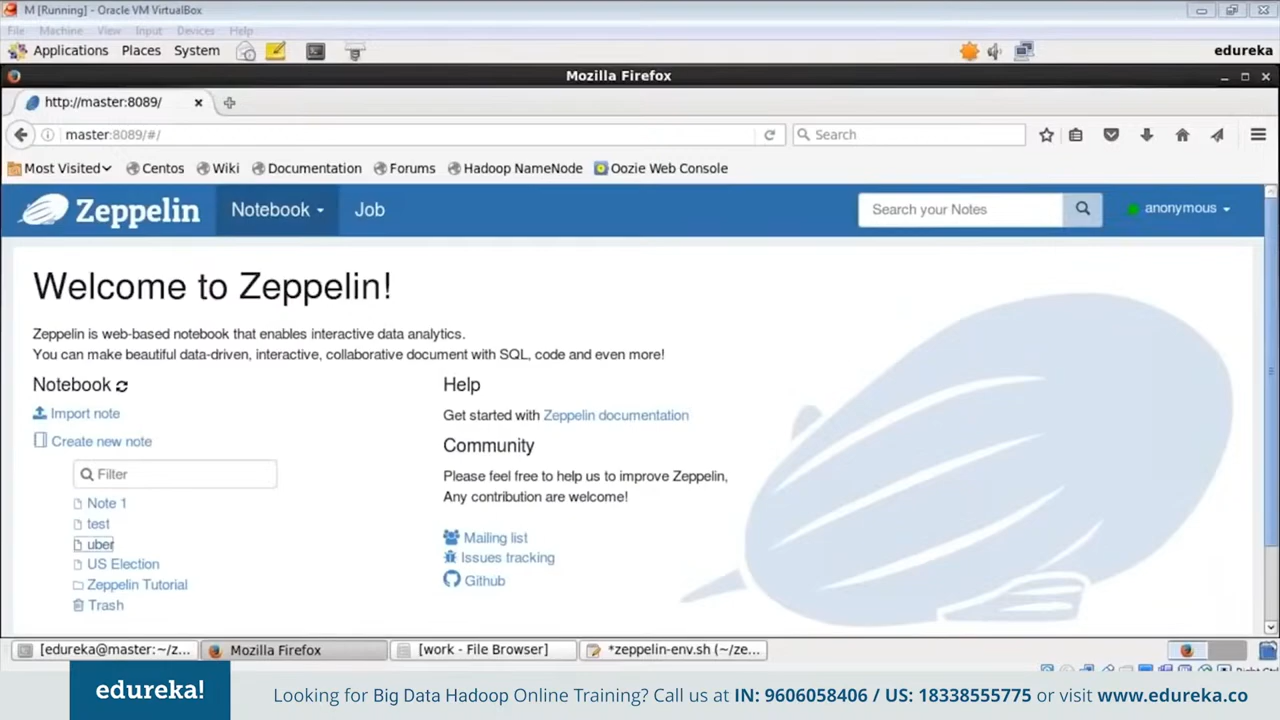 M [Running] - Oracle VM VirtualBox
File Machine View Input Devices Help
Applications Places System edureka
Mozilla Firefox
http://master:8089/
master:8089/#/ Search
Most Visited Centos Wiki Documentation Forums Hadoop NameNode Oozie Web Console
Zeppelin Notebook Job Search your Notes anonymous
Welcome to Zeppelin!
Zeppelin is web-based notebook that enables interactive data analytics.
You can make beautiful data-driven, interactive, collaborative document with SQL, code and even more!
Notebook
Import note
Create new note
Filter
Note 1
test
uber
US Election
Zeppelin Tutorial
Trash
Help
Get started with Zeppelin documentation
Community
Please feel free to help us to improve Zeppelin,
Any contribution are welcome!
Mailing list
Issues tracking
Github
[edureka@master:~/z... Mozilla Firefox [work - File Browser] *zeppelin-env.sh (~/ze...
edureka! Looking for Big Data Hadoop Online Training? Call us at IN: 9606058406 / US: 18338555775 or visit www.edureka.co